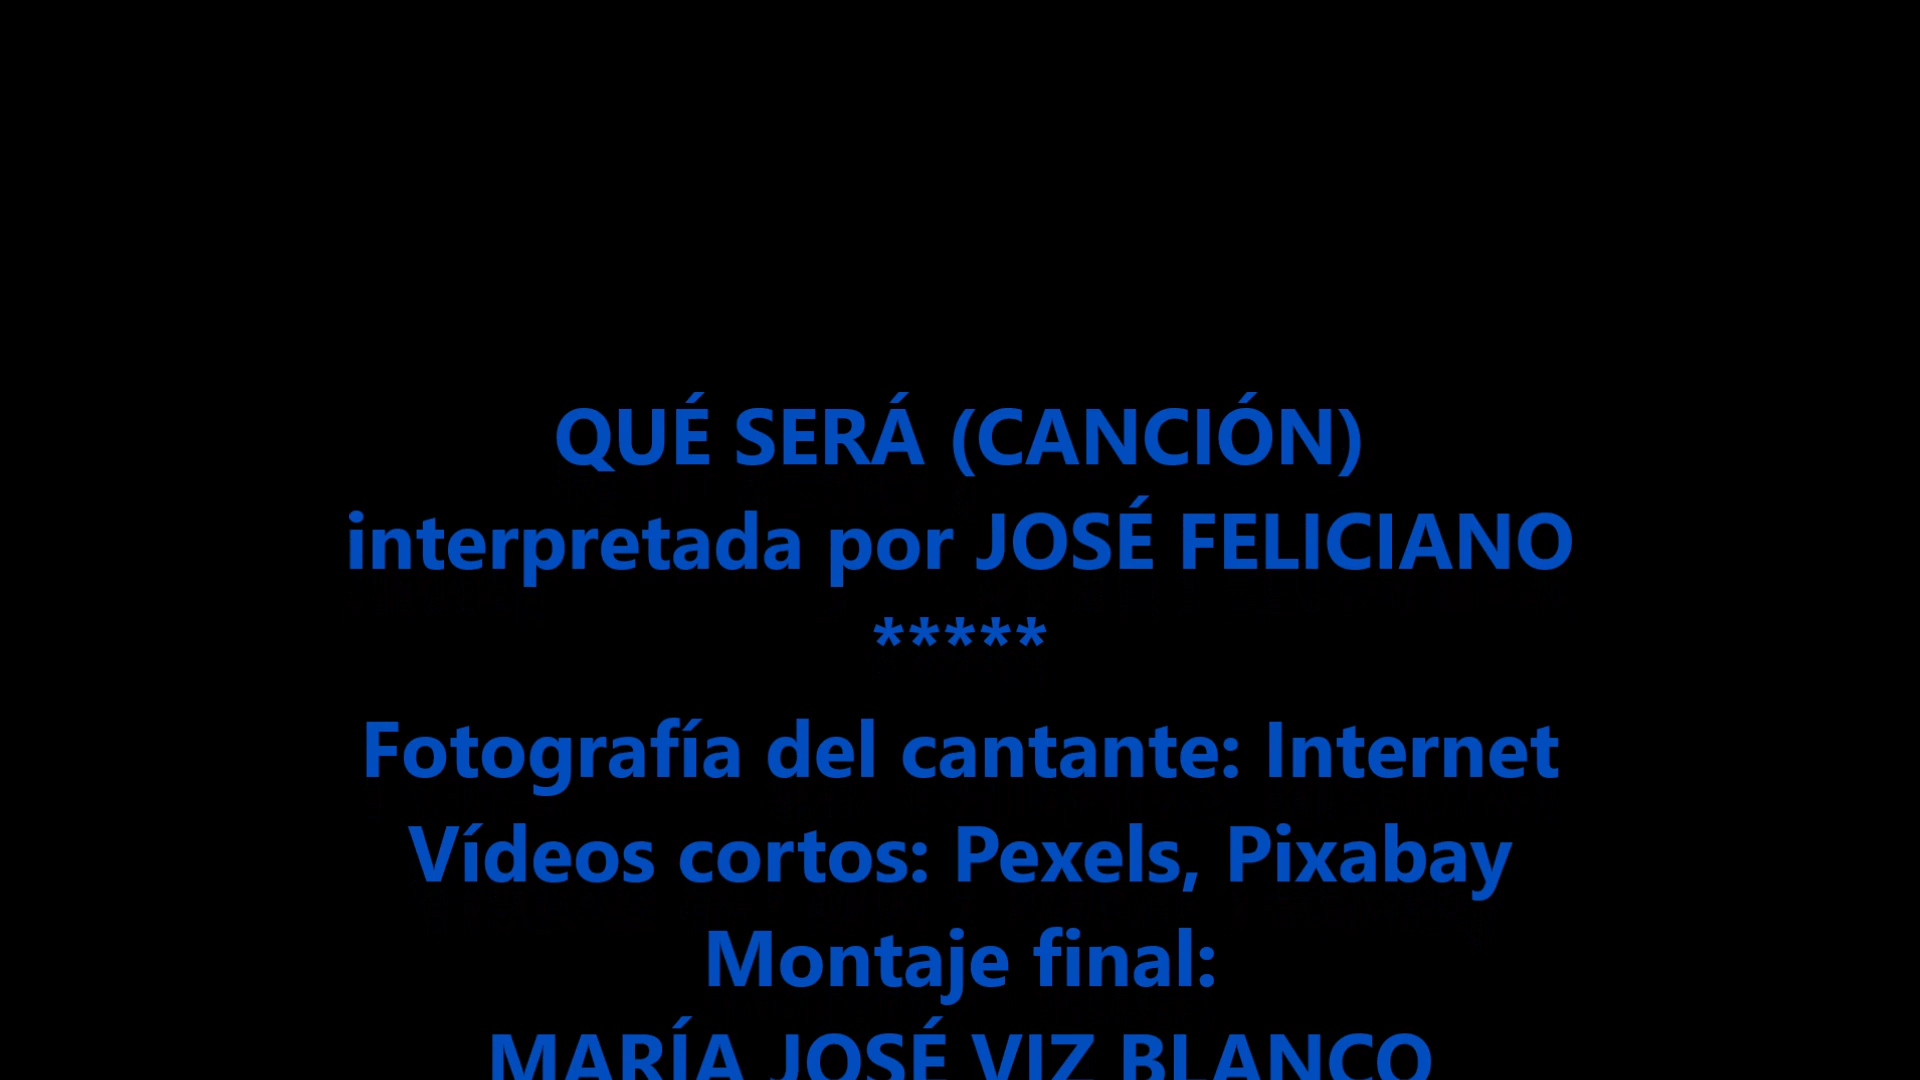 QUÉ SERÁ (CANCIÓN)
interpretada por JOSÉ FELICIANO
*****
Fotografía del cantante: Internet
Vídeos cortos: Pexels, Pixabay
Montaje final:
MARÍA JOSÉ VIZ BLANCO